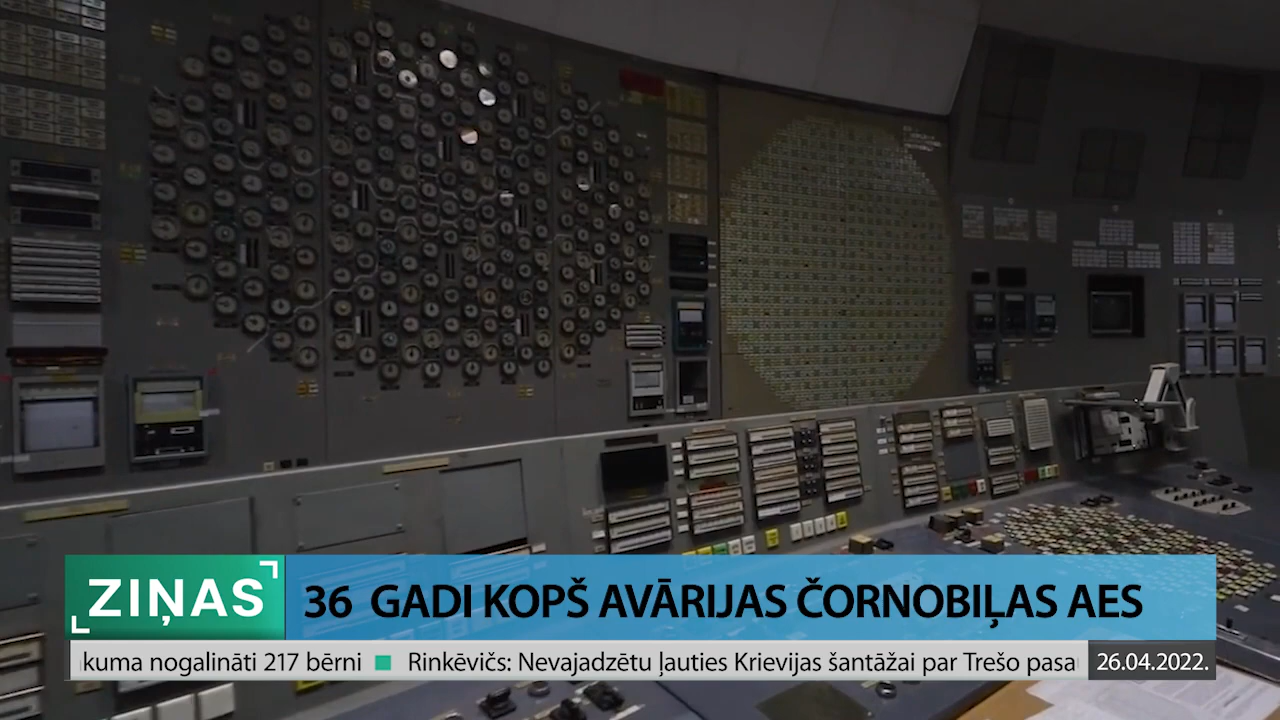 ZIŅAS
36 GADI KOPŠ AVĀRIJAS ČORNOBIĻAS AES
kuma nogalināti 217 bērni ■ Rinkēvičs: Nevajadzētu ļauties Krievijas šantāžai par Trešo pasa
26.04.2022.